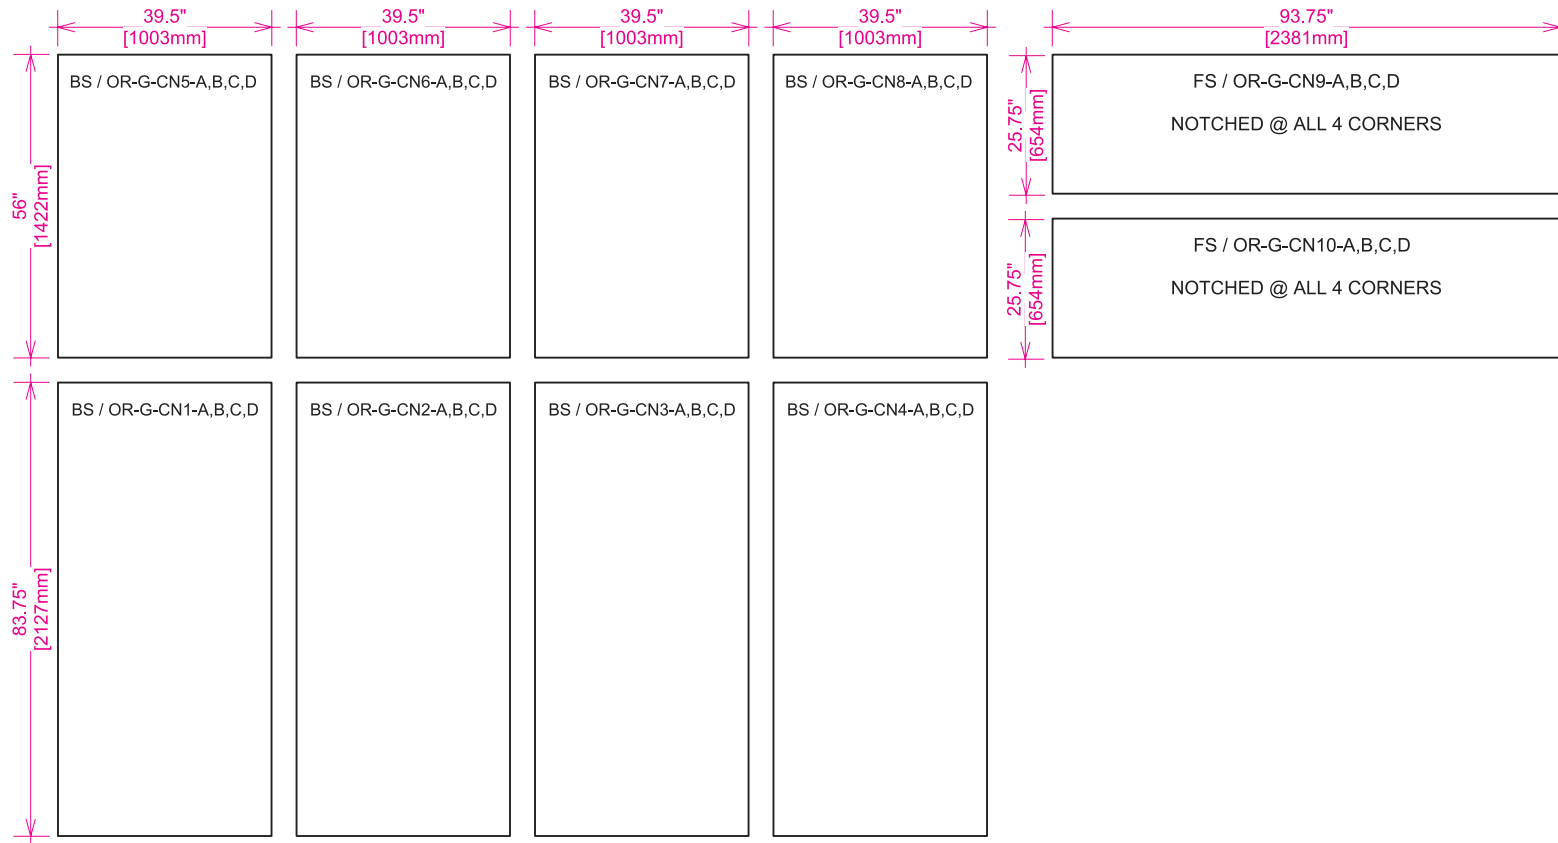 39.5"
[1003mm]
39.5"
[1003mm]
39.5"
[1003mm]
39.5"
[1003mm]
93.75"
[2381mm]
56"
[1422mm]
BS / OR-G-CN5-A,B,C,D
BS / OR-G-CN6-A,B,C,D
BS / OR-G-CN7-A,B,C,D
BS / OR-G-CN8-A,B,C,D
25.75"
[654mm]
FS / OR-G-CN9-A,B,C,D
NOTCHED @ ALL 4 CORNERS
25.75"
[654mm]
FS / OR-G-CN10-A,B,C,D
NOTCHED @ ALL 4 CORNERS
83.75"
[2127mm]
BS / OR-G-CN1-A,B,C,D
BS / OR-G-CN2-A,B,C,D
BS / OR-G-CN3-A,B,C,D
BS / OR-G-CN4-A,B,C,D